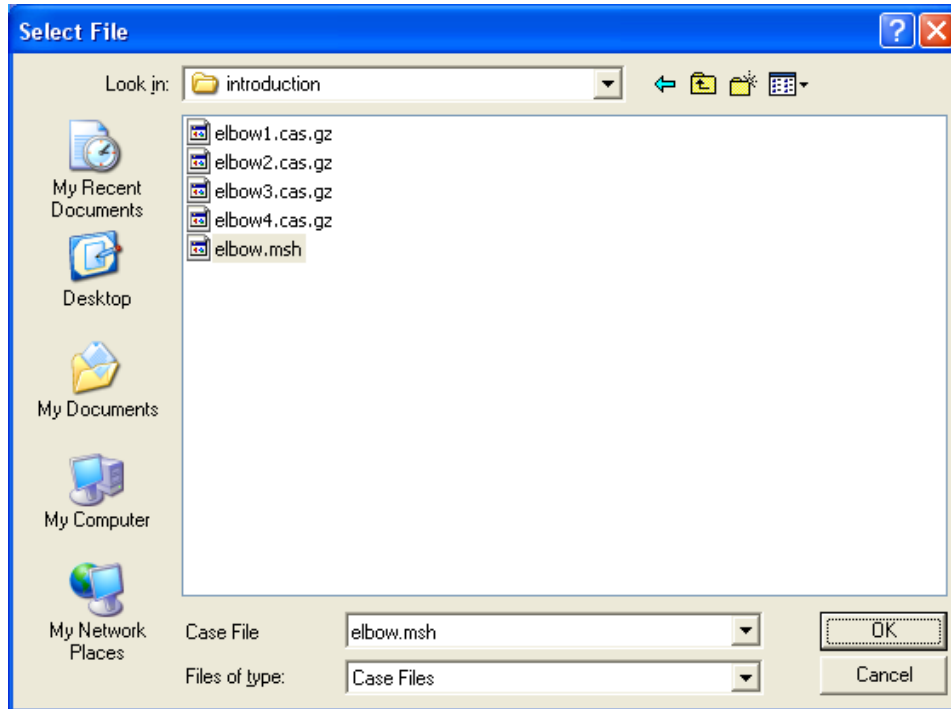 Select File
Look in:
introduction
My Recent
Documents
Desktop
My Documents
My Computer
My Network
Places
elbow1.cas.gz
elbow2.cas.gz
elbow3.cas.gz
elbow4.cas.gz
elbow.msh
Case File
elbow.msh
OK
Files of type:
Case Files
Cancel